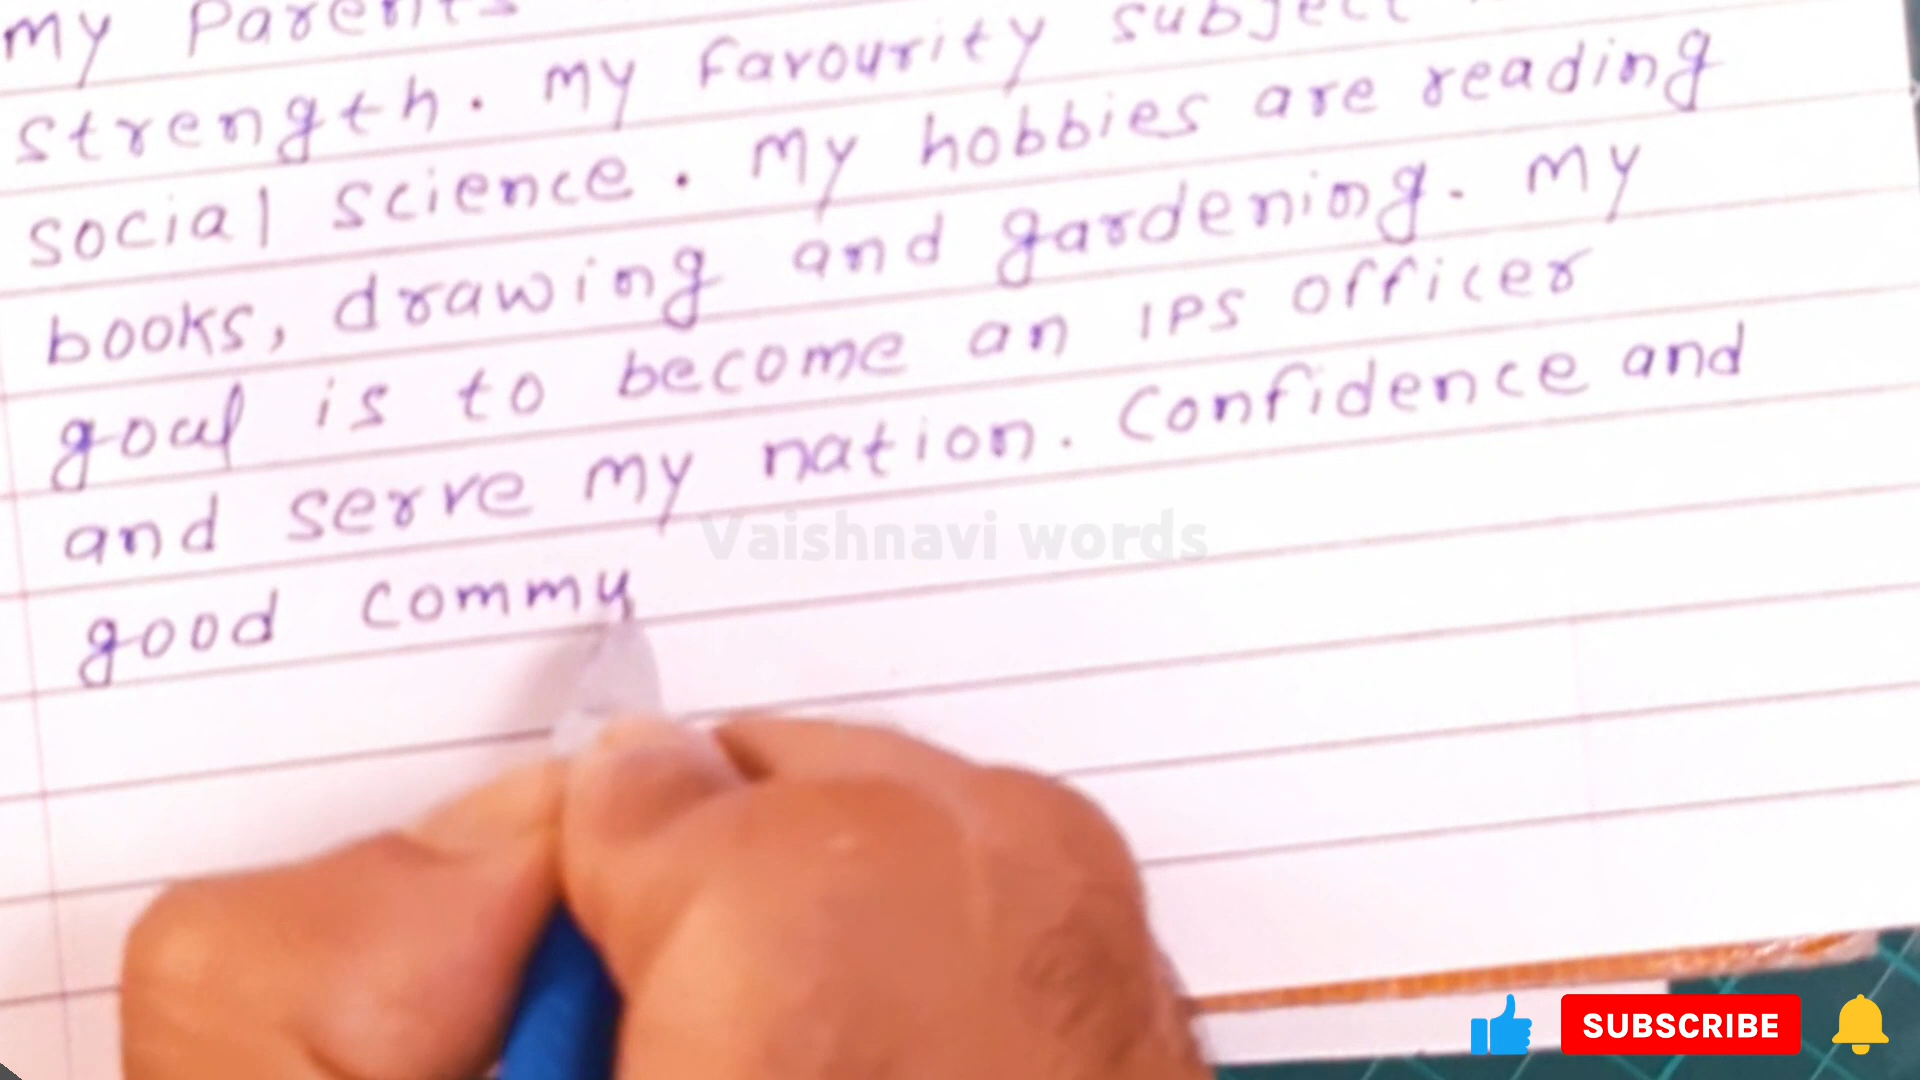 my Parents
strength. my favourity subject
social science. My hobbies are reading
books, drawing and gardening. My
goal is to become an IPS officer
and serve my nation. Confidence and
good commu
Vaishnavi words
SUBSCRIBE